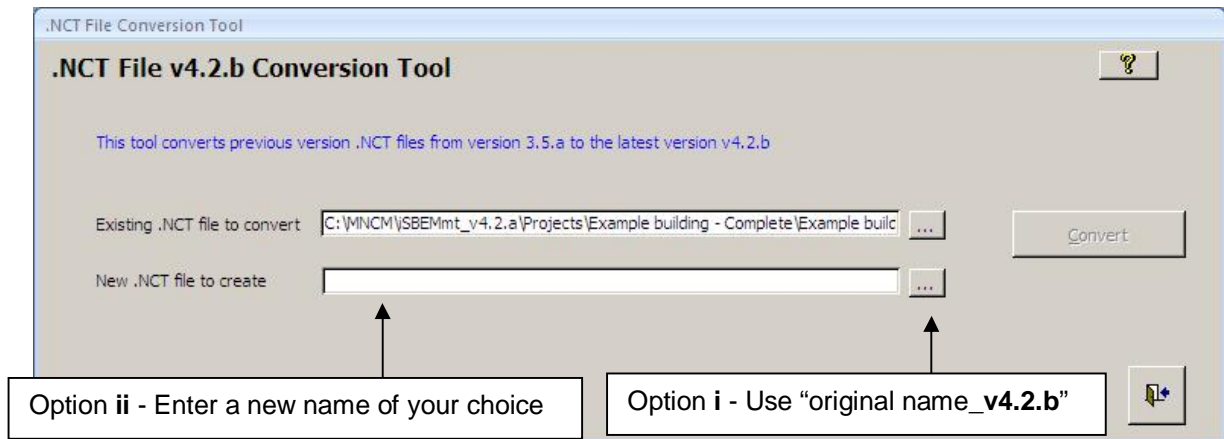 .NCT File Conversion Tool
.NCT File v4.2.b Conversion Tool
?
This tool converts previous version .NCT files from version 3.5.a to the latest version v4.2.b
Existing .NCT file to convert
C:\MNCM\iSBEMmt_v4.2.a\Projects\Example building - Complete\Example builc
...
Convert
New .NCT file to create
...
Option ii - Enter a new name of your choice
Option i - Use “original name_v4.2.b”